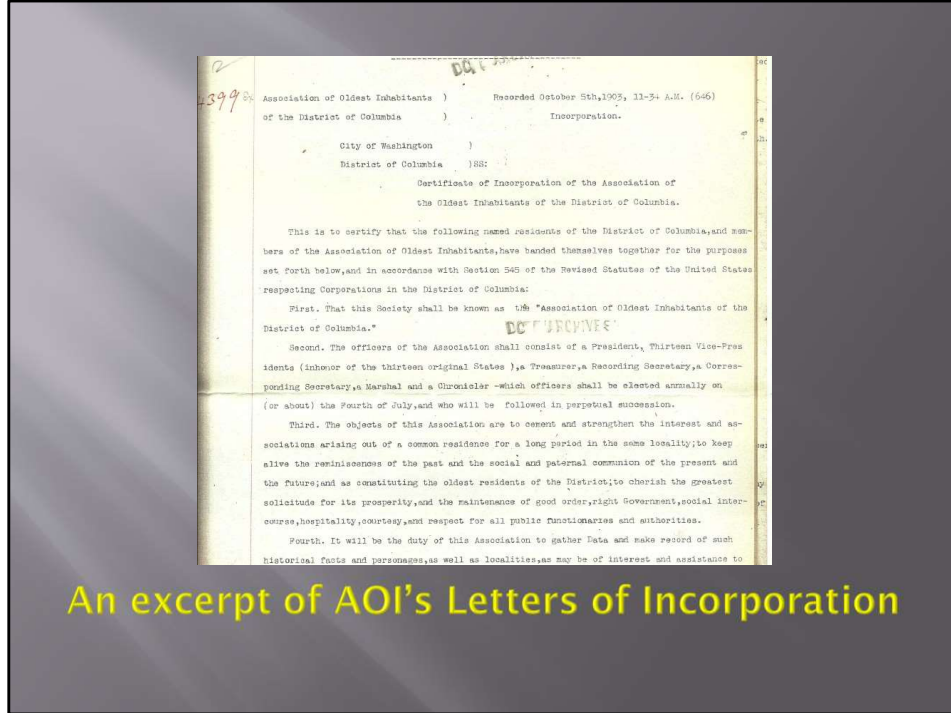 2
DC ARCHIVES
4399
Association of Oldest Inhabitants ) Recorded October 5th,1903, 11-34 A.M. (646)
of the District of Columbia ) Incorporation.
City of Washington )
District of Columbia )SS:
Certificate of Incorporation of the Association of
the Oldest Inhabitants of the District of Columbia.
This is to certify that the following named residents of the District of Columbia,and mem-
bers of the Association of Oldest Inhabitants,have banded themselves together for the purposes
set forth below,and in accordance with Section 545 of the Revised Statutes of the United States
respecting Corporations in the District of Columbia:
First. That this Society shall be known as the "Association of Oldest Inhabitants of the
District of Columbia."
DC ARCHIVES
Second. The officers of the Association shall consist of a President, Thirteen Vice-Pres
idents (inhonor of the thirteen original States ),a Treasurer,a Recording Secretary,a Corres-
ponding Secretary,a Marshal and a Chronicler -which officers shall be elected annually on
(or about) the Fourth of July,and who will be followed in perpetual succession.
Third. The objects of this Association are to cement and strengthen the interest and as-
sociations arising out of a common residence for a long period in the same locality;to keep
alive the reminiscences of the past and the social and paternal communion of the present and
the future;and as constituting the oldest residents of the District;to cherish the greatest
solicitude for its prosperity,and the maintenance of good order,right Government,social inter-
course,hospitality,courtesy,and respect for all public functionaries and authorities.
Fourth. It will be the duty of this Association to gather Data and make record of such
historical facts and personages,as well as localities,as may be of interest and assistance to
An excerpt of AOI's Letters of Incorporation